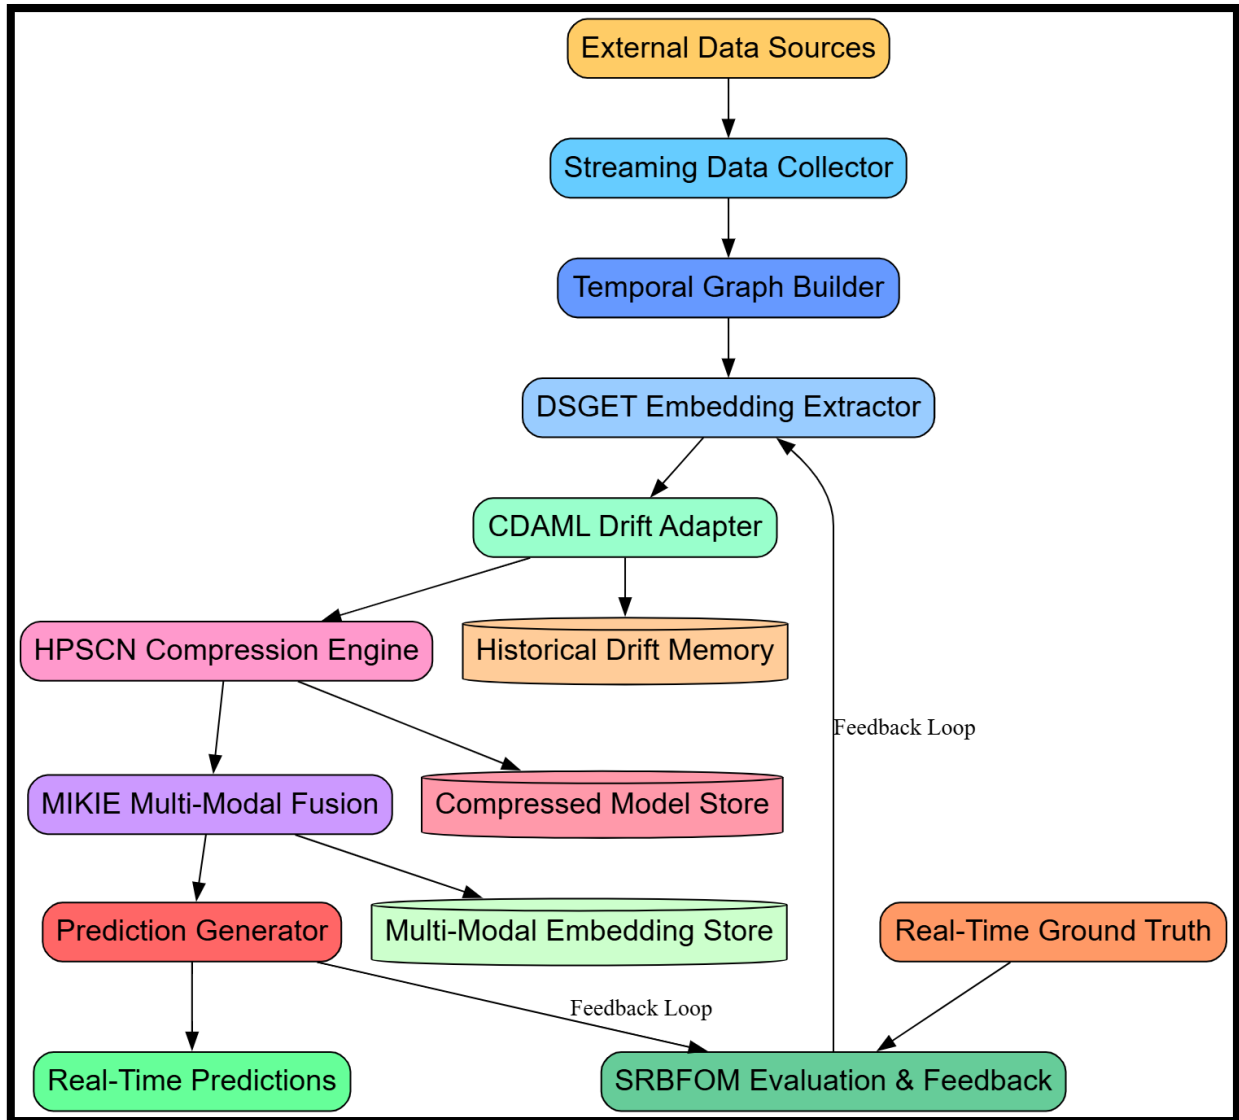 External Data Sources
Streaming Data Collector
Temporal Graph Builder
DSGET Embedding Extractor
CDAML Drift Adapter
HPSCN Compression Engine
Historical Drift Memory
Feedback Loop
MIKIE Multi-Modal Fusion
Compressed Model Store
Prediction Generator
Multi-Modal Embedding Store
Real-Time Ground Truth
Feedback Loop
Real-Time Predictions
SRBFOM Evaluation & Feedback